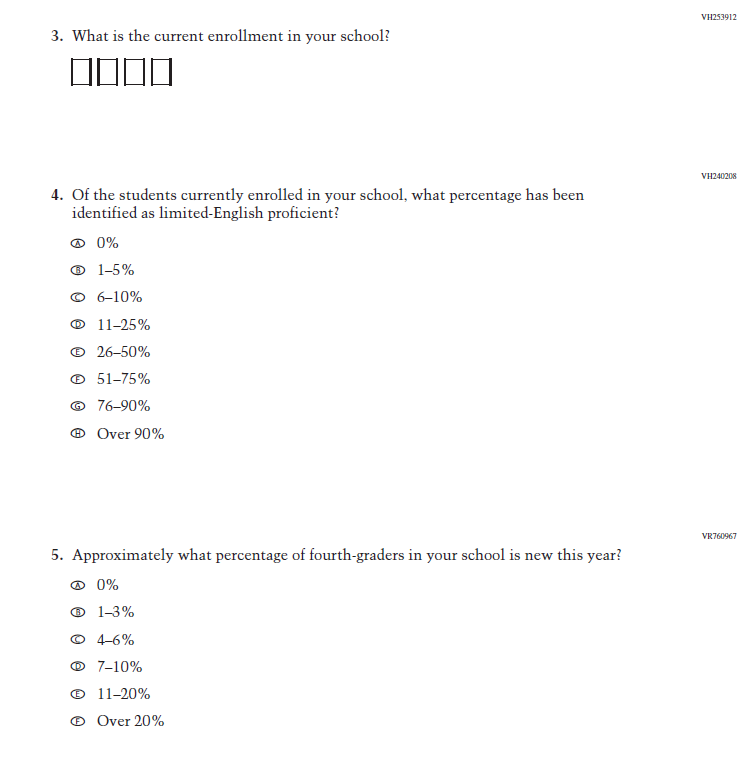 VH253912
3. What is the current enrollment in your school?
VH240208
4. Of the students currently enrolled in your school, what percentage has been
identified as limited-English proficient?
A 0%
B 1–5%
C 6–10%
D 11–25%
E 26–50%
F 51–75%
G 76–90%
H Over 90%
VR760967
5. Approximately what percentage of fourth-graders in your school is new this year?
A 0%
B 1–3%
C 4–6%
D 7–10%
E 11–20%
F Over 20%